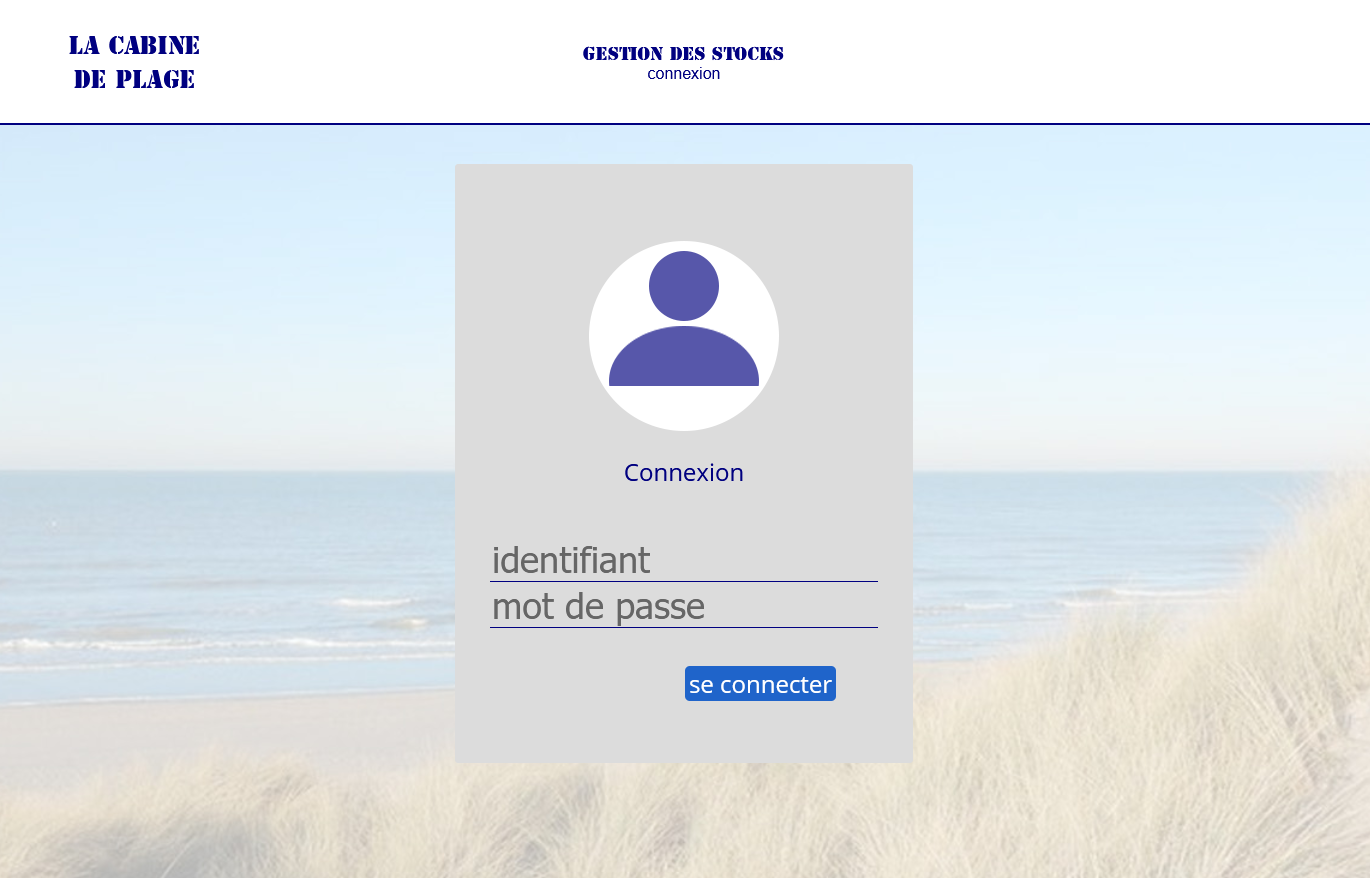 LA CABINE
DE PLAGE
GESTION DES STOCKS
connexion
Connexion
identifiant
mot de passe
se connecter